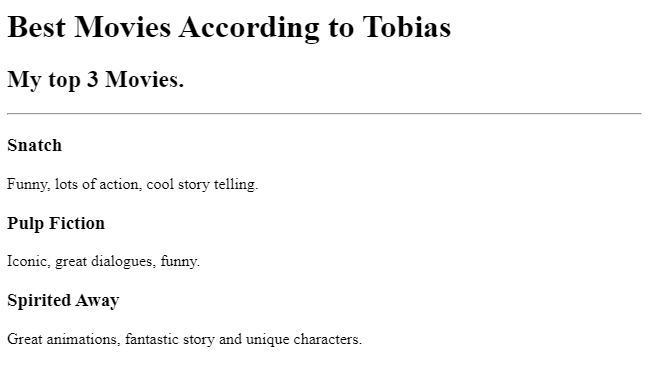 Best Movies According to Tobias
My top 3 Movies.
Snatch
Funny, lots of action, cool story telling.
Pulp Fiction
Iconic, great dialogues, funny.
Spirited Away
Great animations, fantastic story and unique characters.